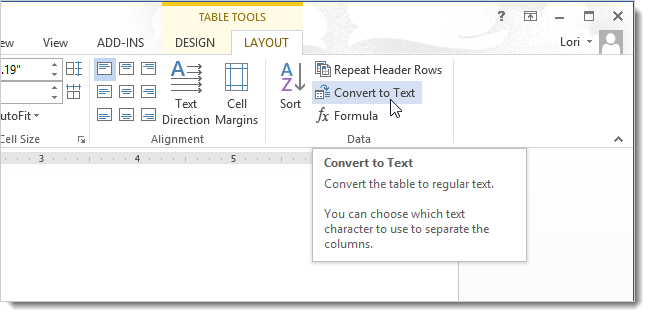 TABLE TOOLS
?
ew
View
ADD-INS
DESIGN
LAYOUT
Lori
.19"
Repeat Header Rows
Convert to Text
utoFit
Text
Direction
Cell
Margins
Sort
fx Formula
Cell Size
Alignment
Data
3 4 5
Convert to Text
Convert the table to regular text.
You can choose which text
character to use to separate the
columns.